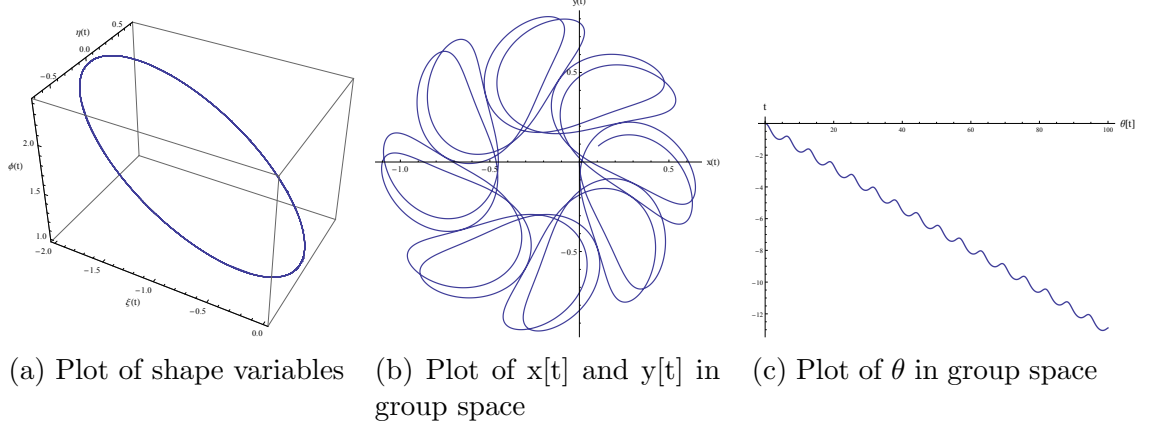 η(t)
0.5
0.0
−0.5
2.0
ϕ(t)
1.5
1.0
−2.0
−1.5
−1.0
ξ(t)
−0.5
0.0
y(t)
0.5
−1.0
−0.5
0.5
x(t)
−0.5
t
20
40
60
80
100
θ[t]
−2
−4
−6
−8
−10
−12
(a) Plot of shape variables
(b) Plot of x[t] and y[t] in
group space
(c) Plot of θ in group space